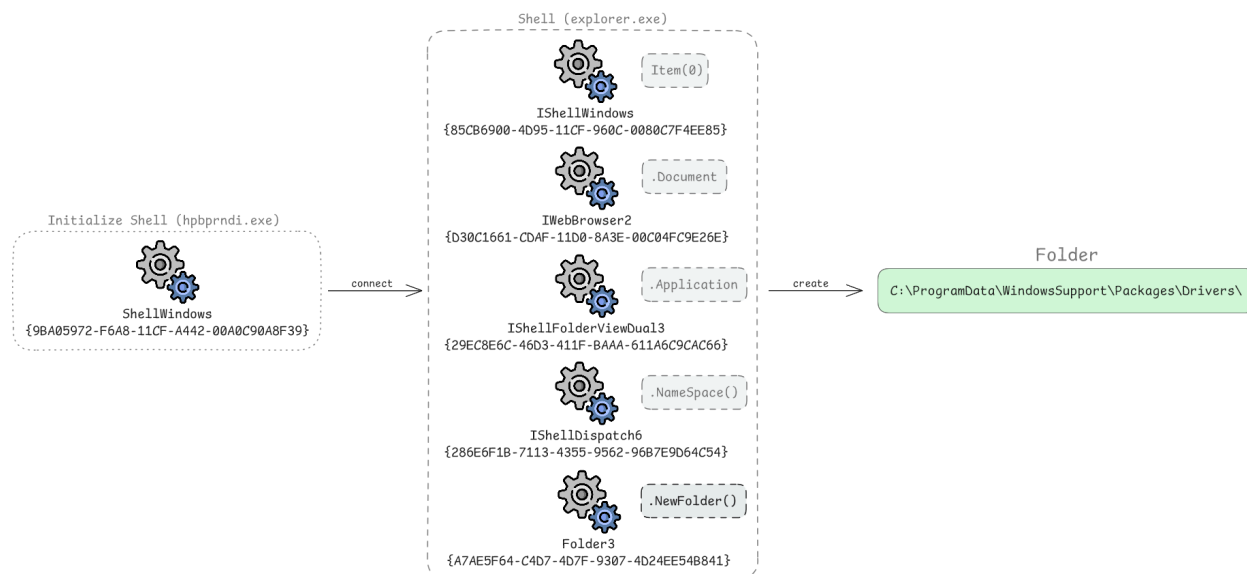 Shell (explorer.exe)
Item(0)
IShellWindows
{85CB6900-4D95-11CF-960C-0080C7F4EE85}
.Document
IWebBrowser2
{D30C1661-CDAF-11D0-8A3E-00C04FC9E26E}
.Application
IShellFolderViewDual3
{29EC8E6C-46D3-411F-BAAA-611A6C9CAC66}
.NameSpace()
IShellDispatch6
{286E6F1B-7113-4355-9562-96B7E9D64C54}
.NewFolder()
Folder3
{A7AE5F64-C4D7-4D7F-9307-4D24EE54B841}
Initialize Shell (hpbprndi.exe)
ShellWindows
{9BA05972-F6A8-11CF-A442-00A0C90A8F39}
connect
create
Folder
C:\ProgramData\WindowsSupport\Packages\Drivers\